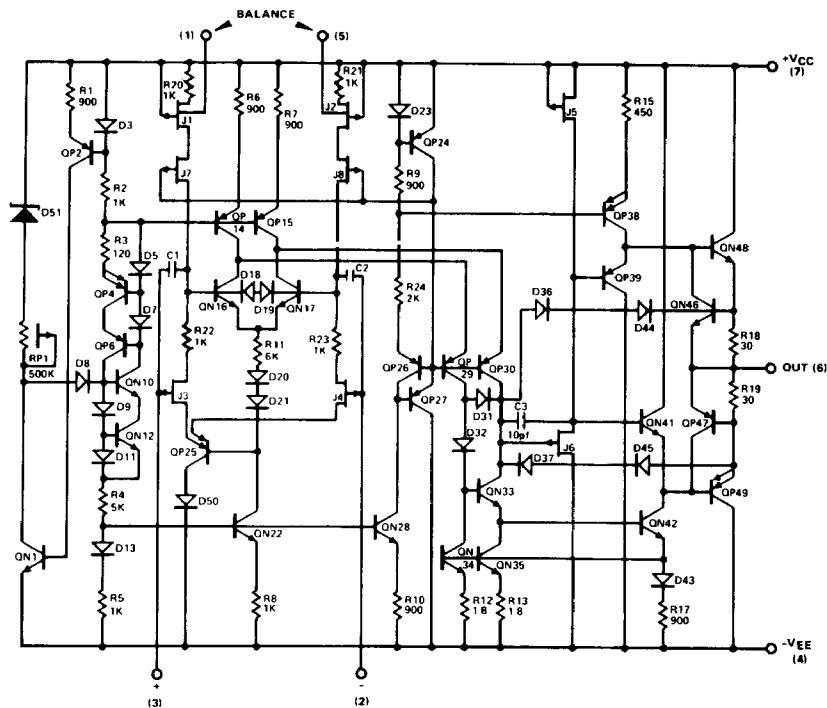 BALANCE
(1)
(5)
+VCC
(7)
R1
900
R20
1K
R6
900
R7
900
R21
1K
D23
R15
450
D3
J1
J2
J5
QP2
QP24
J7
J8
R9
900
R2
1K
D51
QP
14
QP15
QP38
QN48
R3
120
D5
C1
D18
C2
QP4
QP39
D19
D7
QN16
QN17
R24
2K
D36
QN46
D44
R22
1K
R11
6K
R23
1K
R18
30
RP1
500K
QP6
D8
QN10
D20
QP26
QP
29
QP30
OUT (6)
D9
D21
J3
J4
QP27
D31
R19
30
C3
10pf
QN41
QP47
QN12
D32
J6
D11
QP25
D37
D45
R4
5K
D50
QN33
QP49
QN22
QN28
QN42
D13
QN1
QN
34
QN35
D43
R5
1K
R8
1K
R10
900
R12
18
R13
18
R17
900
-VEE
(4)
+
(3)
-
(2)